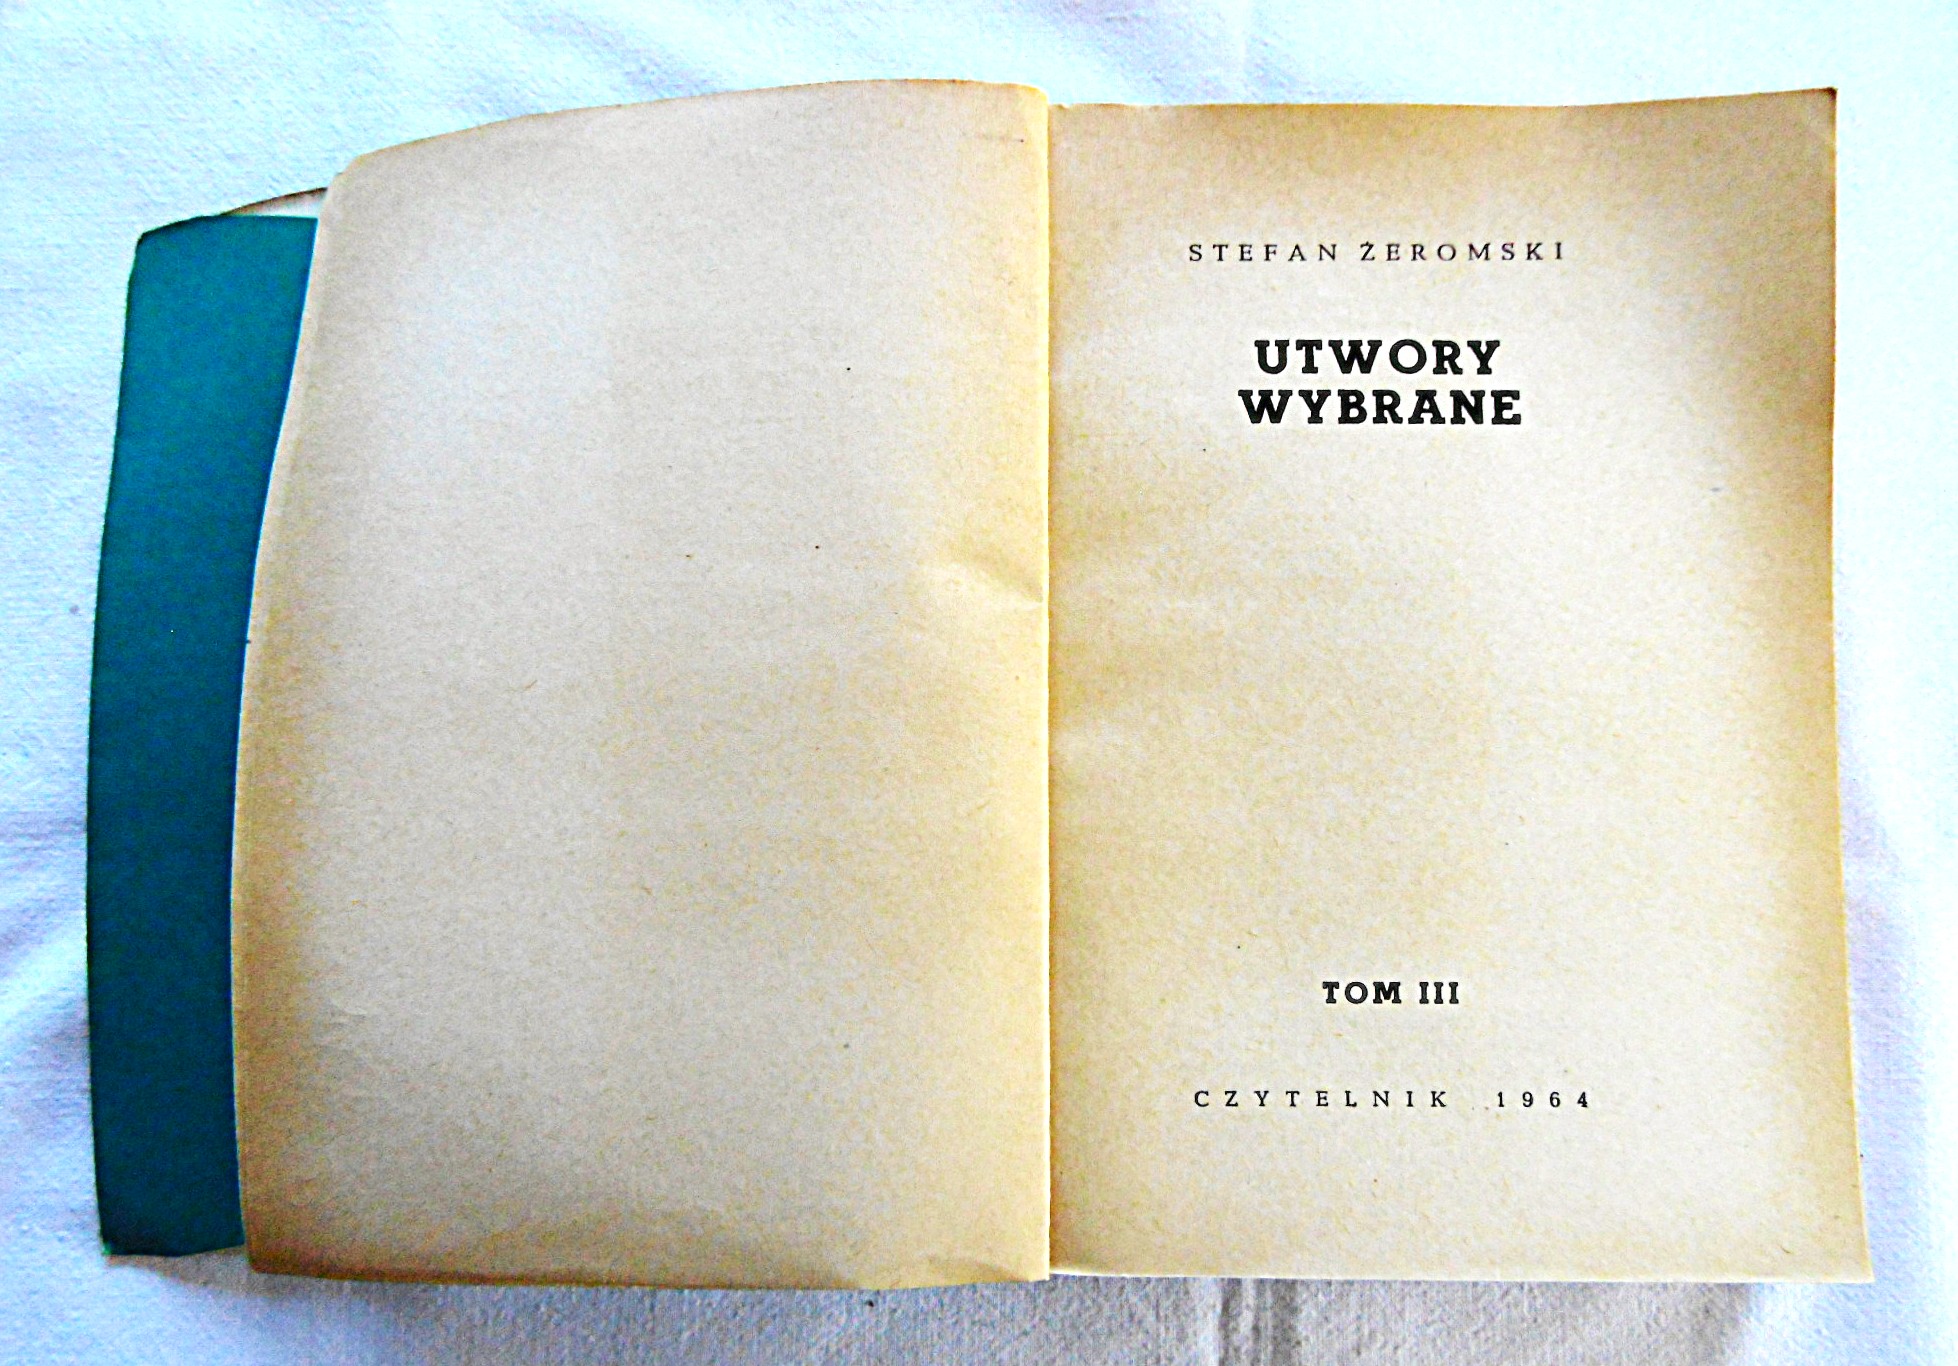 STEFAN ŻEROMSKI
UTWORY
WYBRANE
TOM III
CZYTELNIK 1964